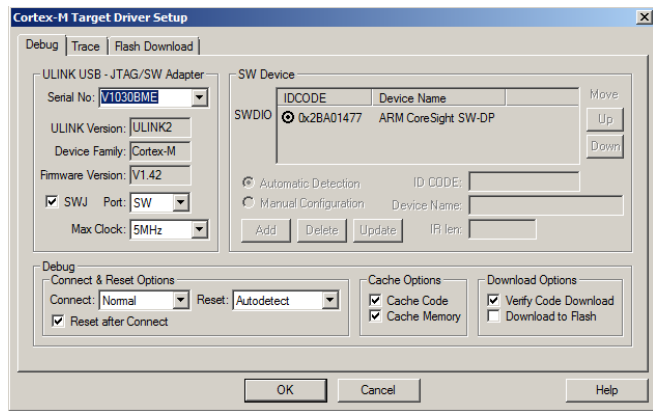 Cortex-M Target Driver Setup
Debug | Trace | Flash Download
ULINK USB - JTAG/SW Adapter
Serial No: V1030BME
ULINK Version: ULINK2
Device Family: Cortex-M
Firmware Version: V1.42
SWJ Port: SW
Max Clock: 5MHz
SW Device
IDCODE Device Name
SWDIO 0x2BA01477 ARM CoreSight SW-DP
Move
Up
Down
Automatic Detection ID CODE:
Manual Configuration Device Name:
Add Delete Update IR len:
Debug
Connect & Reset Options
Connect: Normal Reset: Autodetect
Reset after Connect
Cache Options
Cache Code
Cache Memory
Download Options
Verify Code Download
Download to Flash
OK Cancel Help